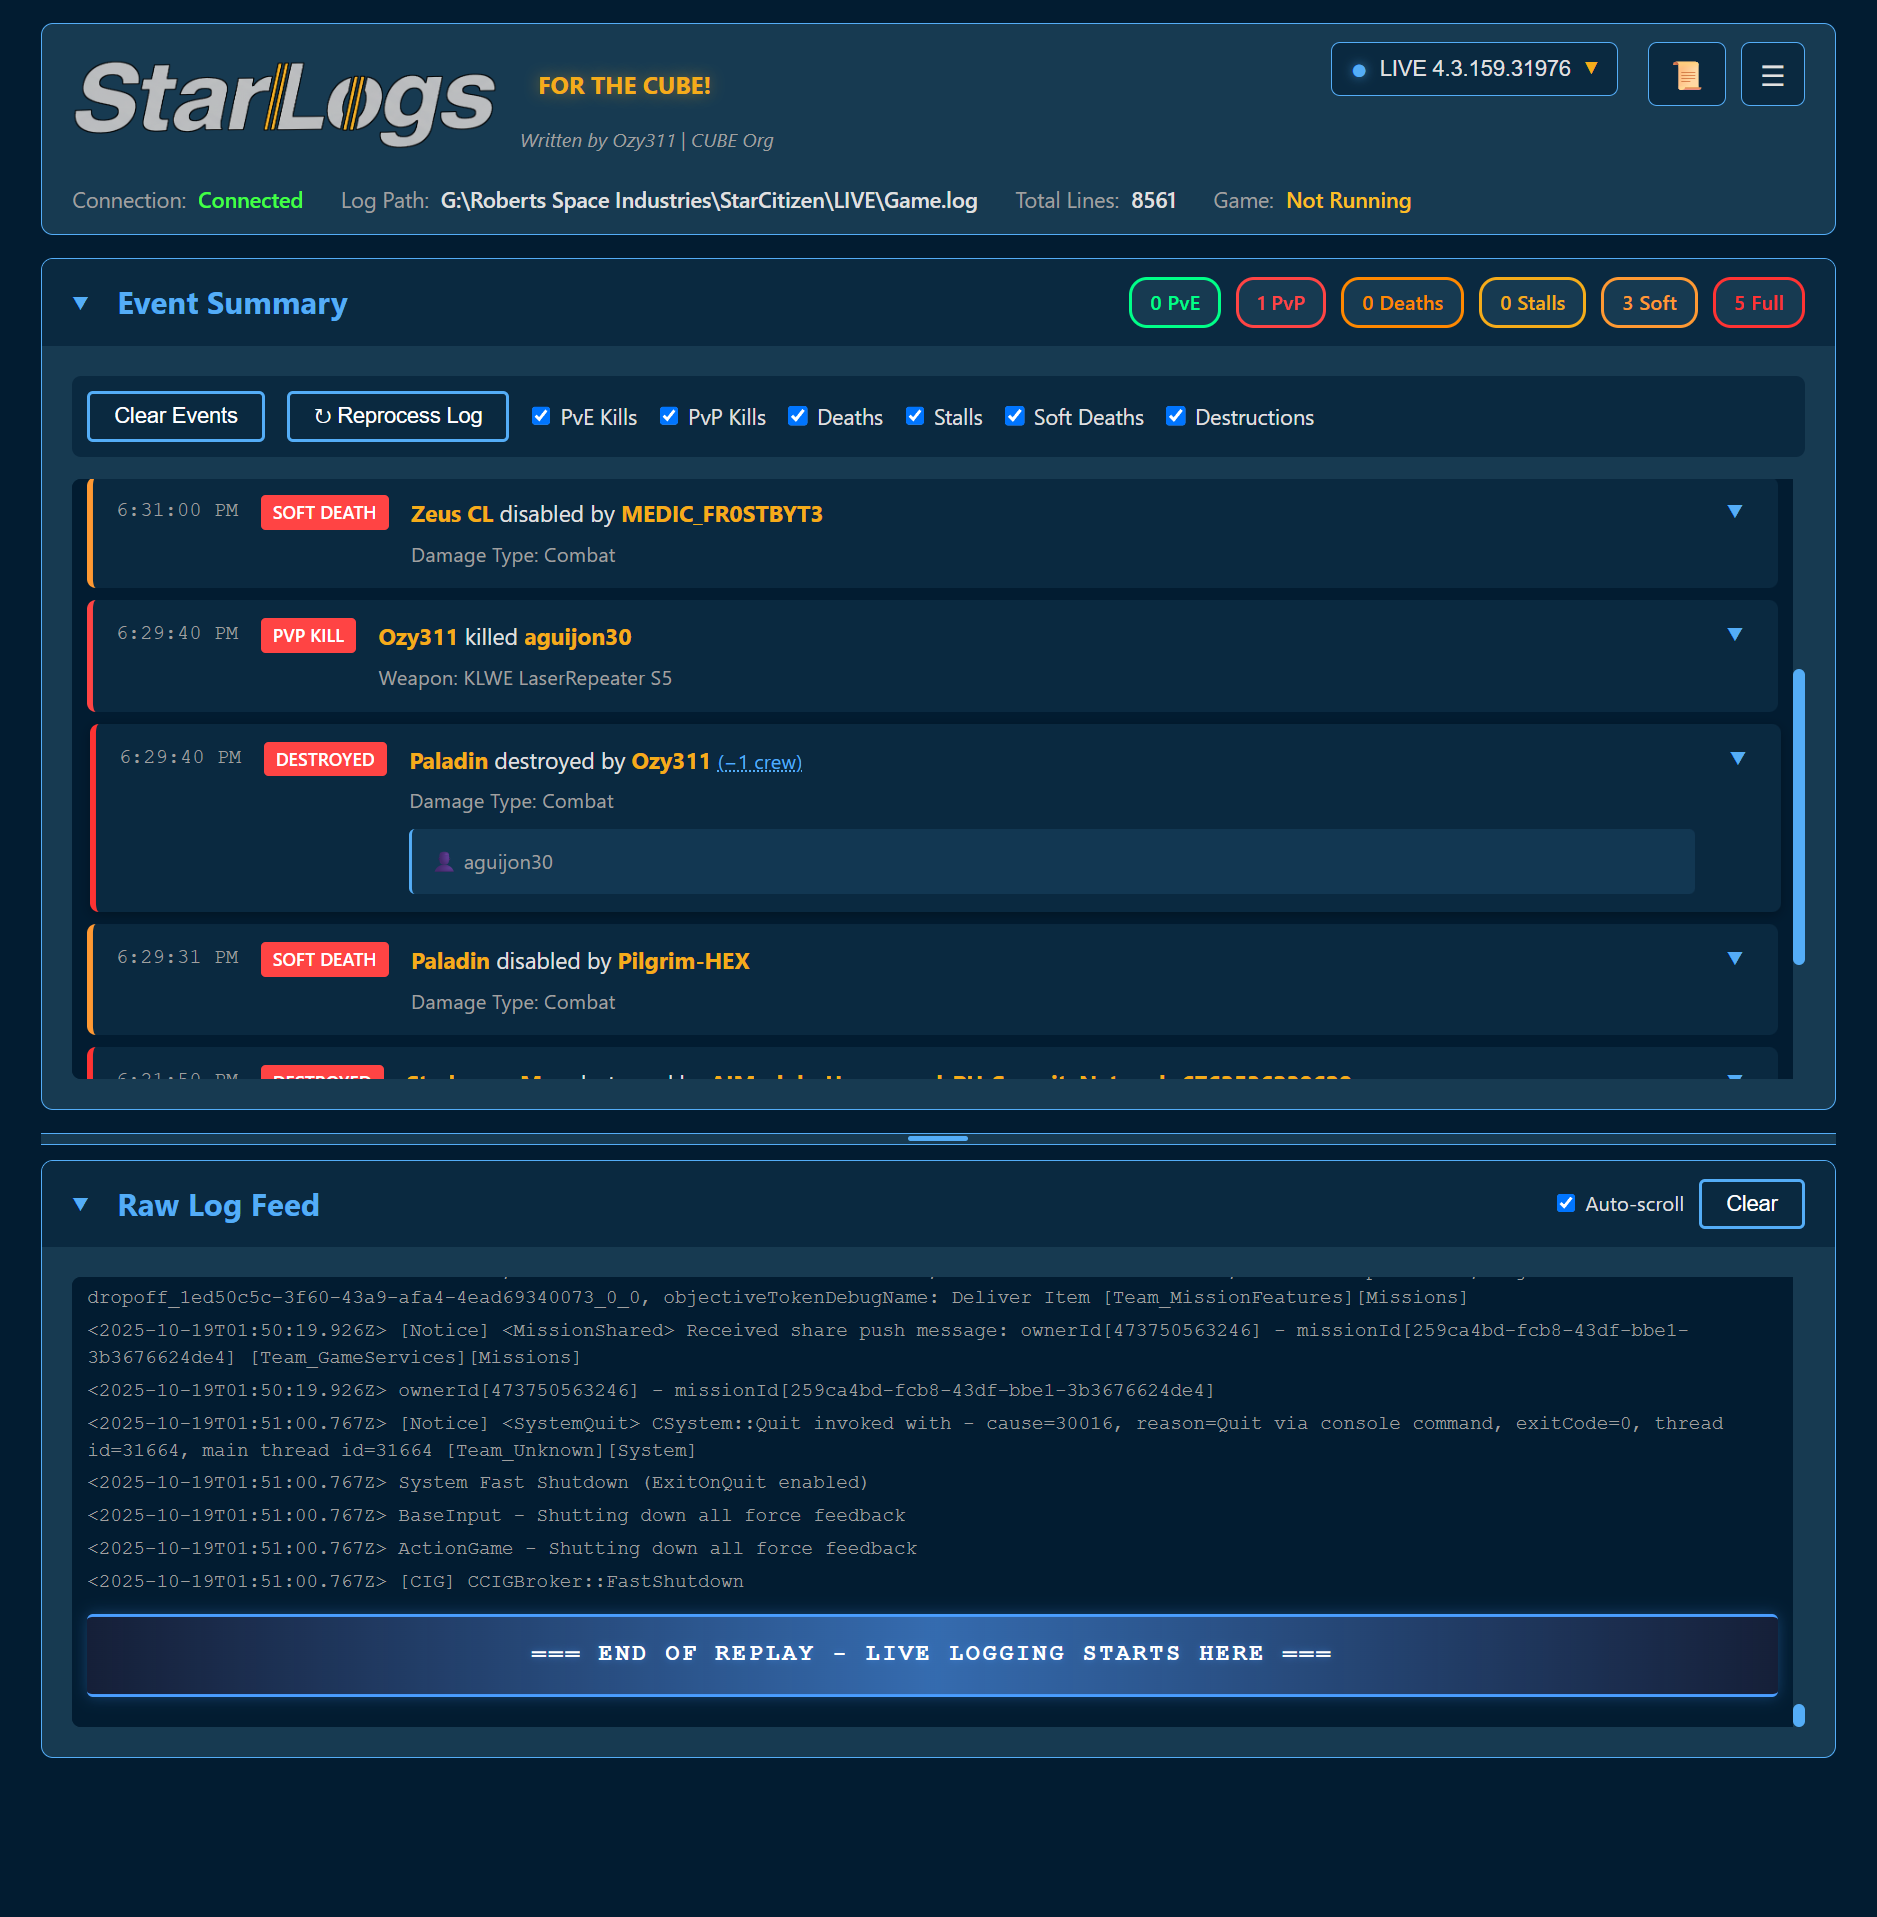 StarLogs
FOR THE CUBE!
Written by Ozy311 | CUBE Org
LIVE 4.3.159.31976 ▼
Connection: Connected Log Path: G:\Roberts Space Industries\StarCitizen\LIVE\Game.log Total Lines: 8561 Game: Not Running
▼ Event Summary
0 PvE 1 PvP 0 Deaths 0 Stalls 3 Soft 5 Full
Clear Events ↻ Reprocess Log PvE Kills PvP Kills Deaths Stalls Soft Deaths Destructions
6:31:00 PM SOFT DEATH Zeus CL disabled by MEDIC_FR0STBYT3 ▼
Damage Type: Combat
6:29:40 PM PVP KILL Ozy311 killed aguijon30 ▼
Weapon: KLWE LaserRepeater S5
6:29:40 PM DESTROYED Paladin destroyed by Ozy311 (−1 crew) ▼
Damage Type: Combat
aguijon30
6:29:31 PM SOFT DEATH Paladin disabled by Pilgrim-HEX ▼
Damage Type: Combat
6:21:50 PM DESTROYED destroyed by
▼ Raw Log Feed
Auto-scroll Clear
dropoff_1ed50c5c-3f60-43a9-afa4-4ead69340073_0_0, objectiveTokenDebugName: Deliver Item [Team_MissionFeatures][Missions]
<2025-10-19T01:50:19.926Z> [Notice] <MissionShared> Received share push message: ownerId[473750563246] - missionId[259ca4bd-fcb8-43df-bbe1-
3b3676624de4] [Team_GameServices][Missions]
<2025-10-19T01:50:19.926Z> ownerId[473750563246] - missionId[259ca4bd-fcb8-43df-bbe1-3b3676624de4]
<2025-10-19T01:51:00.767Z> [Notice] <SystemQuit> CSystem::Quit invoked with - cause=30016, reason=Quit via console command, exitCode=0, thread
id=31664, main thread id=31664 [Team_Unknown][System]
<2025-10-19T01:51:00.767Z> System Fast Shutdown (ExitOnQuit enabled)
<2025-10-19T01:51:00.767Z> BaseInput - Shutting down all force feedback
<2025-10-19T01:51:00.767Z> ActionGame - Shutting down all force feedback
<2025-10-19T01:51:00.767Z> [CIG] CCIGBroker::FastShutdown
=== END OF REPLAY - LIVE LOGGING STARTS HERE ===